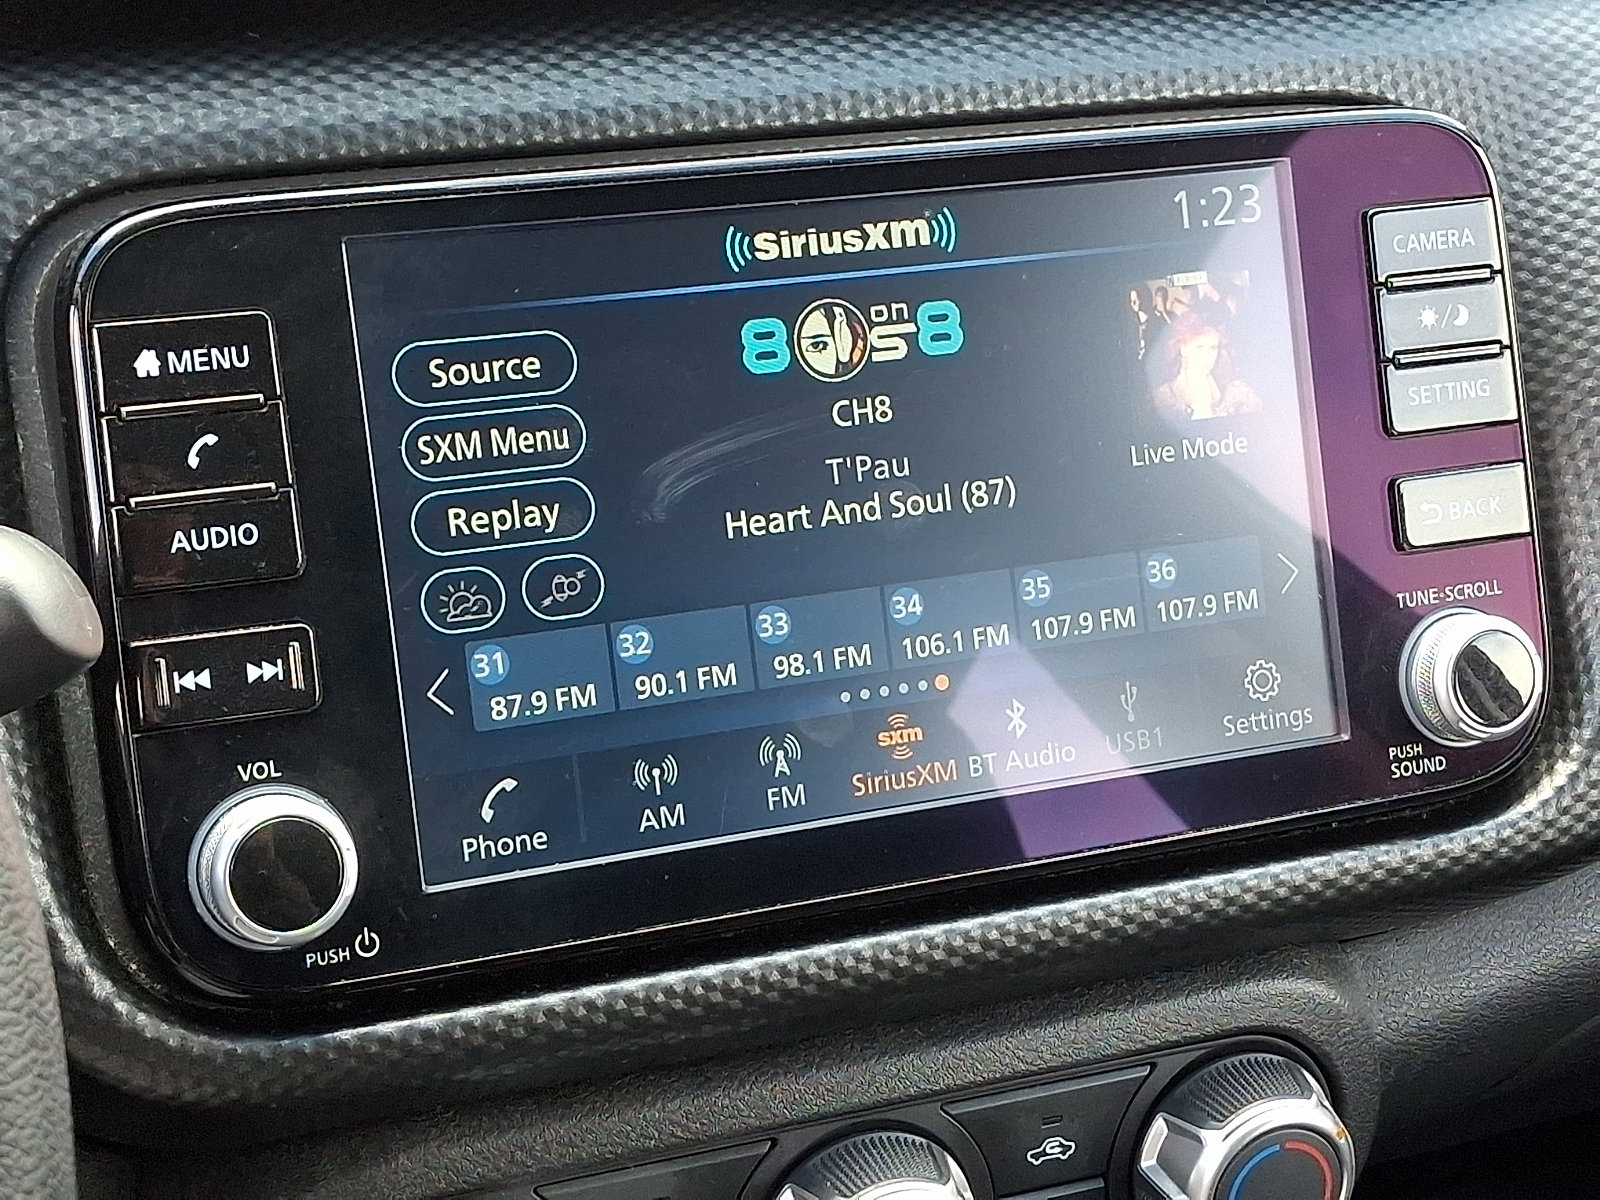 SiriusXM
1:23
MENU
AUDIO
VOL
PUSH
Source
SXM Menu
Replay
80s on 8
CH8
T'Pau
Heart And Soul (87)
Live Mode
31
87.9 FM
32
90.1 FM
33
98.1 FM
34
106.1 FM
35
107.9 FM
36
107.9 FM
Phone
AM
FM
sxm
SiriusXM
BT Audio
USB1
Settings
CAMERA
SETTING
BACK
TUNE·SCROLL
PUSH
SOUND